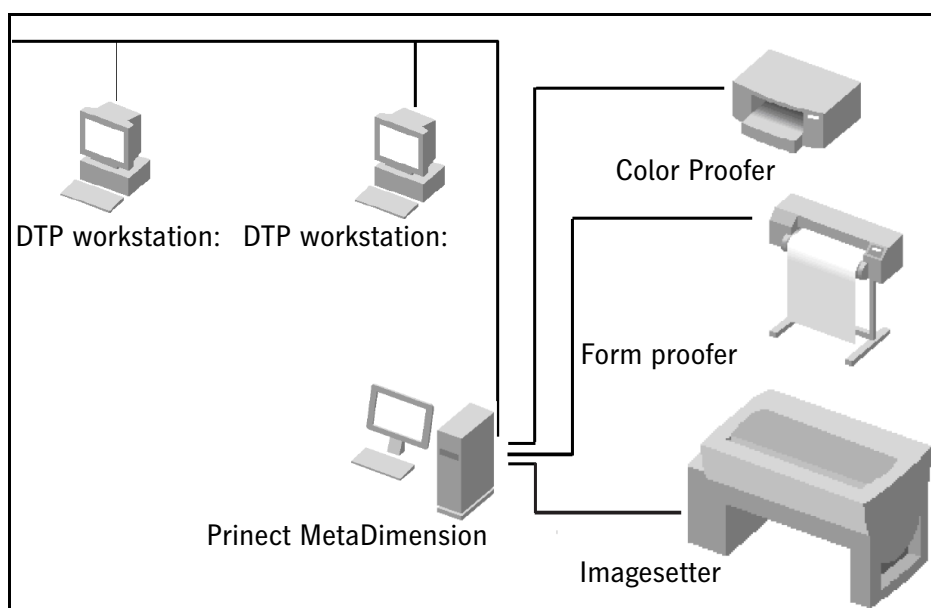 Color Proofer
DTP workstation: DTP workstation:
Form proofer
Prinect MetaDimension
Imagesetter